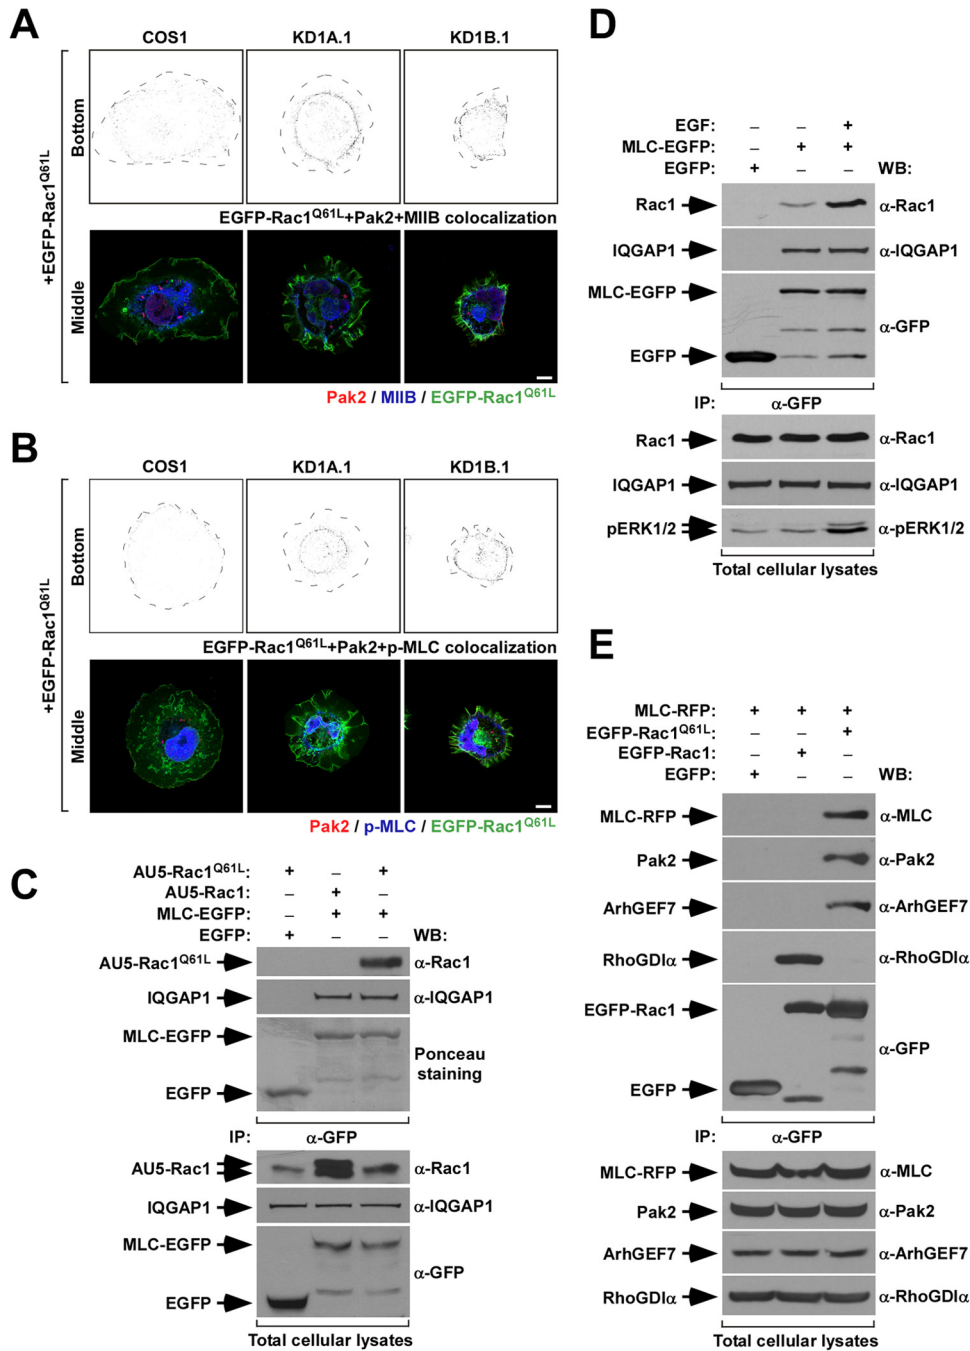 A
COS1 KD1A.1 KD1B.1
+EGFP-Rac1Q61L
Bottom
EGFP-Rac1Q61L+Pak2+MIIB colocalization
Middle
Pak2 / MIIB / EGFP-Rac1Q61L
B
COS1 KD1A.1 KD1B.1
+EGFP-Rac1Q61L
Bottom
EGFP-Rac1Q61L+Pak2+p-MLC colocalization
Middle
Pak2 / p-MLC / EGFP-Rac1Q61L
C
AU5-Rac1Q61L: + – +
AU5-Rac1: – + –
MLC-EGFP: – + +
EGFP: + – – WB:
AU5-Rac1Q61L α-Rac1
IQGAP1 α-IQGAP1
MLC-EGFP
Ponceau
staining
EGFP
IP: α-GFP
AU5-Rac1 α-Rac1
IQGAP1 α-IQGAP1
MLC-EGFP
α-GFP
EGFP
Total cellular lysates
D
EGF: – – +
MLC-EGFP: – + +
EGFP: + – – WB:
Rac1 α-Rac1
IQGAP1 α-IQGAP1
MLC-EGFP
α-GFP
EGFP
IP: α-GFP
Rac1 α-Rac1
IQGAP1 α-IQGAP1
pERK1/2 α-pERK1/2
Total cellular lysates
E
MLC-RFP: + + +
EGFP-Rac1Q61L: – – +
EGFP-Rac1: – + –
EGFP: + – – WB:
MLC-RFP α-MLC
Pak2 α-Pak2
ArhGEF7 α-ArhGEF7
RhoGDIα α-RhoGDIα
EGFP-Rac1
α-GFP
EGFP
IP: α-GFP
MLC-RFP α-MLC
Pak2 α-Pak2
ArhGEF7 α-ArhGEF7
RhoGDIα α-RhoGDIα
Total cellular lysates